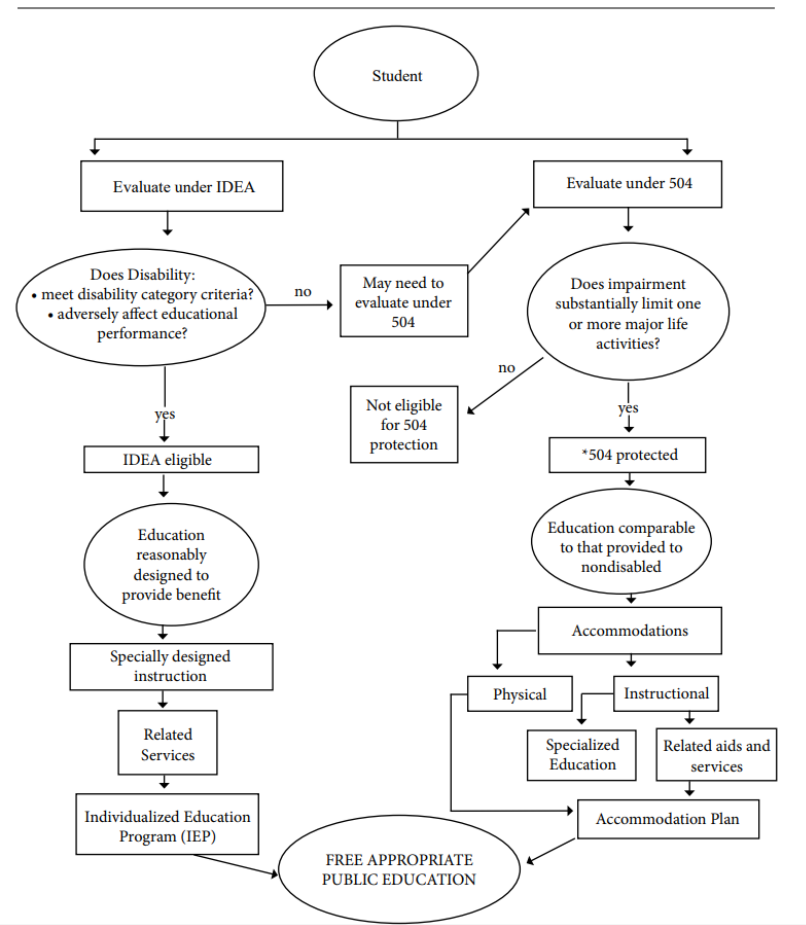 Student
Evaluate under IDEA
Evaluate under 504
Does Disability:
• meet disability category criteria?
• adversely affect educational
performance?
no
May need to
evaluate under
504
Does impairment
substantially limit one
or more major life
activities?
no
Not eligible
for 504
protection
yes
yes
IDEA eligible
*504 protected
Education
reasonably
designed to
provide benefit
Education comparable
to that provided to
nondisabled
Specially designed
instruction
Accommodations
Physical
Instructional
Related
Services
Specialized
Education
Related aids and
services
Individualized Education
Program (IEP)
Accommodation Plan
FREE APPROPRIATE
PUBLIC EDUCATION